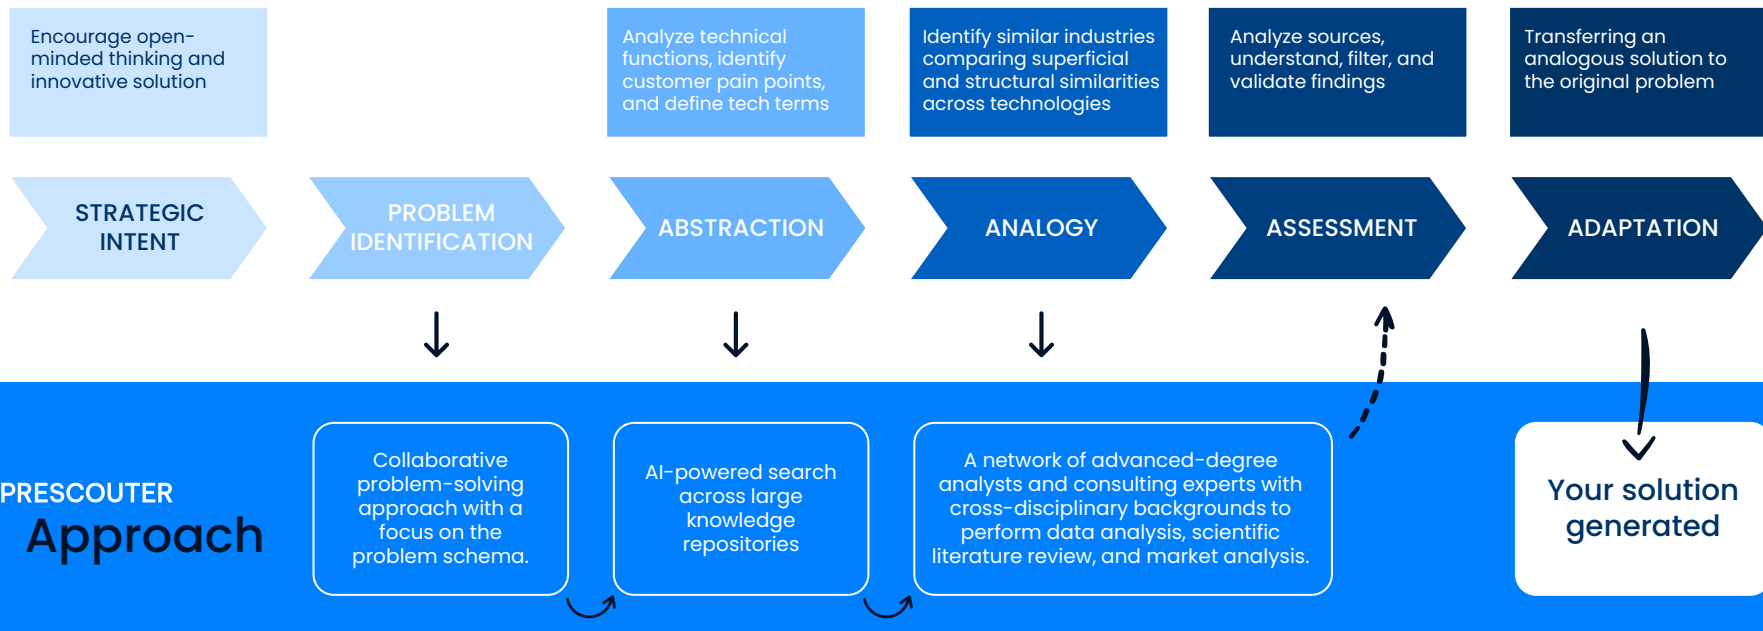 Encourage open-
minded thinking and
innovative solution
Analyze technical
functions, identify
customer pain points,
and define tech terms
Identify similar industries
comparing superficial
and structural similarities
across technologies
Analyze sources,
understand, filter, and
validate findings
Transferring an
analogous solution to
the original problem
STRATEGIC
INTENT
PROBLEM
IDENTIFICATION
ABSTRACTION
ANALOGY
ASSESSMENT
ADAPTATION
PRESCOUTER
Approach
Collaborative
problem-solving
approach with a
focus on the
problem schema.
AI-powered search
across large
knowledge
repositories
A network of advanced-degree
analysts and consulting experts with
cross-disciplinary backgrounds to
perform data analysis, scientific
literature review, and market analysis.
Your solution
generated